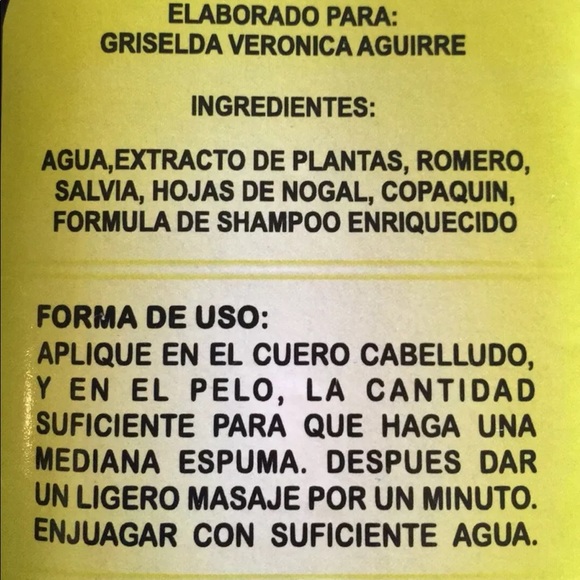 ELABORADO PARA:
GRISELDA VERONICA AGUIRRE
INGREDIENTES:
AGUA,EXTRACTO DE PLANTAS, ROMERO,
SALVIA, HOJAS DE NOGAL, COPAQUIN,
FORMULA DE SHAMPOO ENRIQUECIDO
FORMA DE USO:
APLIQUE EN EL CUERO CABELLUDO,
Y EN EL PELO, LA CANTIDAD
SUFICIENTE PARA QUE HAGA UNA
MEDIANA ESPUMA. DESPUES DAR
UN LIGERO MASAJE POR UN MINUTO.
ENJUAGAR CON SUFICIENTE AGUA.